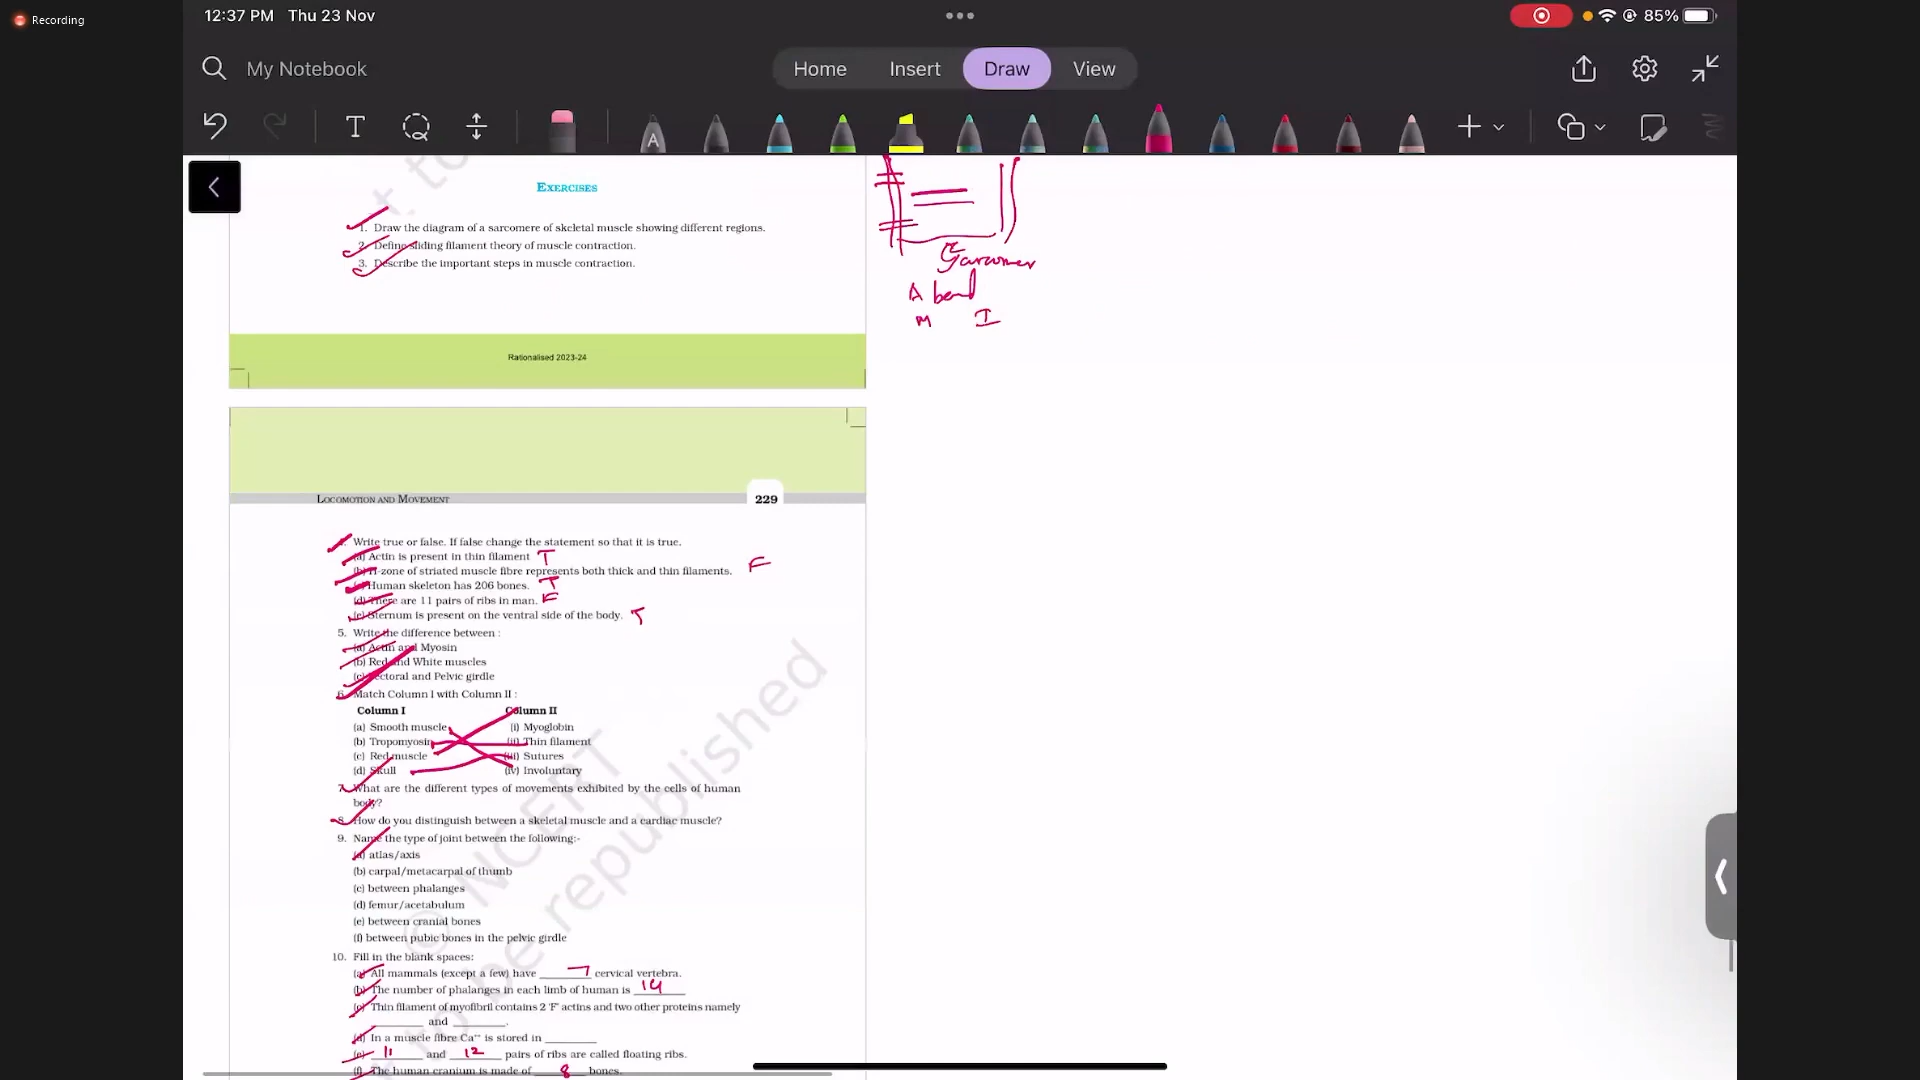 Recording
12:37 PM Thu 23 Nov
85%
My Notebook
Home Insert Draw View
T
A
EXERCISES
1. Draw the diagram of a sarcomere of skeletal muscle showing different regions.
2. Define sliding filament theory of muscle contraction.
3. Describe the important steps in muscle contraction.
A band
M I
Rationalised 2023-24
LOCOMOTION AND MOVEMENT 229
Write true or false. If false change the statement so that it is true.
(a) Actin is present in thin filament T
(b) H-zone of striated muscle fibre represents both thick and thin filaments. F
(c) Human skeleton has 206 bones. T
(d) There are 11 pairs of ribs in man. F
(e) Sternum is present on the ventral side of the body. T
5. Write the difference between :
(a) Actin and Myosin
(b) Red and White muscles
(c) Pectoral and Pelvic girdle
6. Match Column I with Column II :
Column I Column II
(a) Smooth muscle (i) Myoglobin
(b) Tropomyosin (ii) Thin filament
(c) Red muscle (iii) Sutures
(d) Skull (iv) Involuntary
7. What are the different types of movements exhibited by the cells of human
body?
8. How do you distinguish between a skeletal muscle and a cardiac muscle?
9. Name the type of joint between the following:-
(a) atlas/axis
(b) carpal/metacarpal of thumb
(c) between phalanges
(d) femur/acetabulum
(e) between cranial bones
(f) between pubic bones in the pelvic girdle
10. Fill in the blank spaces:
(a) All mammals (except a few) have 7 cervical vertebra.
(b) The number of phalanges in each limb of human is 14
(c) Thin filament of myofibril contains 2 'F' actins and two other proteins namely
________ and ________.
(d) In a muscle fibre Ca++ is stored in ________
(e) 11 and 12 pairs of ribs are called floating ribs.
(f) The human cranium is made of 8 bones.
© NCERT
be republished